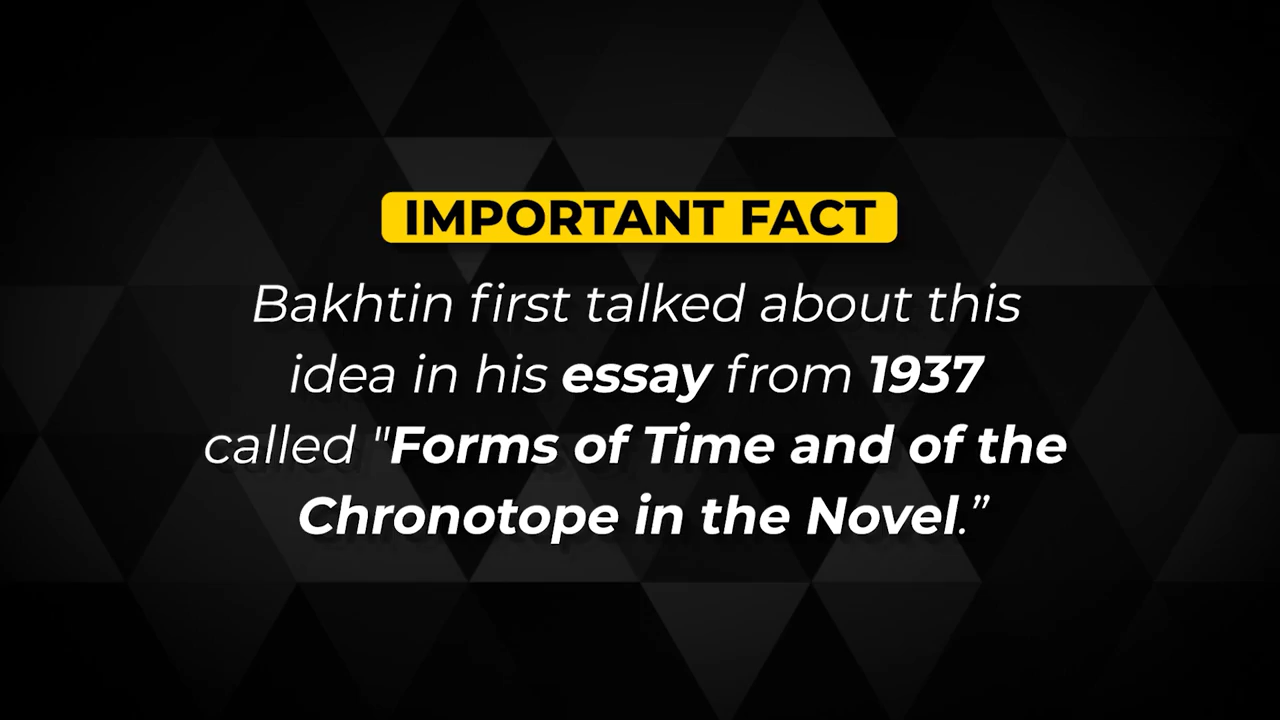 IMPORTANT FACT
Bakhtin first talked about this
idea in his essay from 1937
called "Forms of Time and of the
Chronotope in the Novel.”